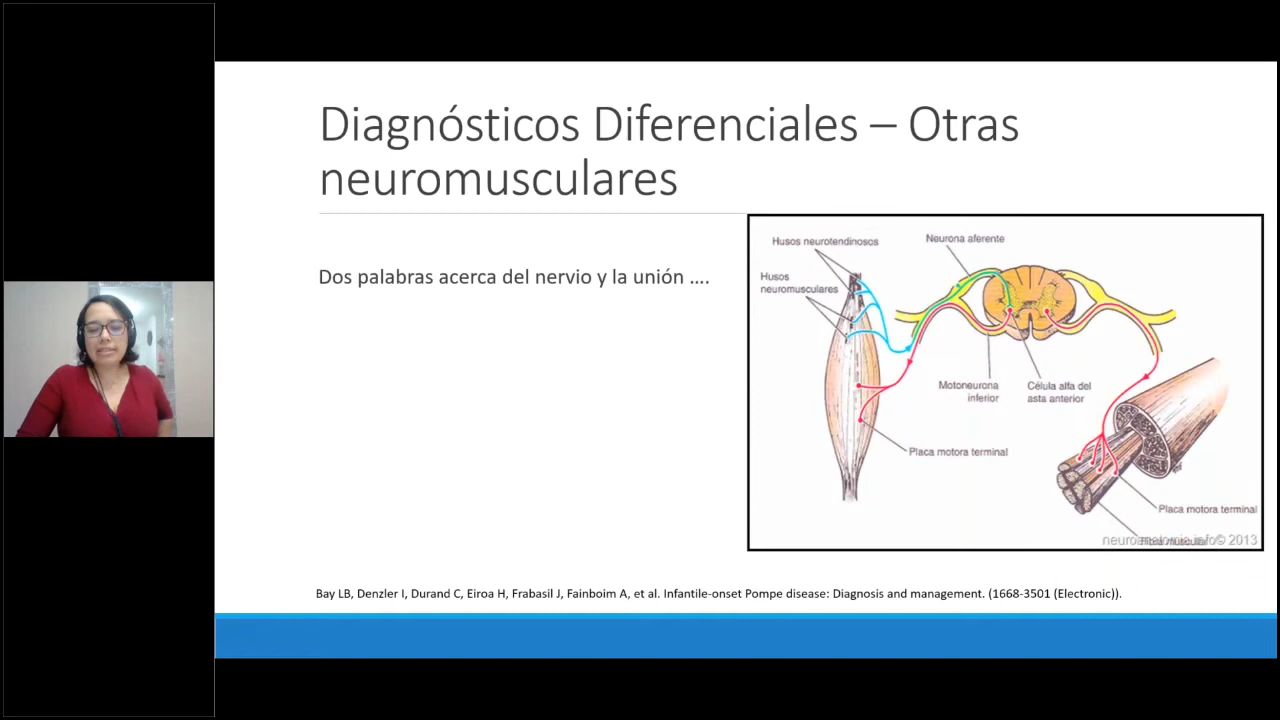 Diagnósticos Diferenciales – Otras
neuromusculares
Dos palabras acerca del nervio y la unión ....
Husos neurotendinosos
Neurona aferente
Husos
neuromusculares
Motoneurona
inferior
Célula alfa del
asta anterior
Placa motora terminal
Placa motora terminal
neuroanatomia.info© 2013
Bay LB, Denzler I, Durand C, Eiroa H, Frabasil J, Fainboim A, et al. Infantile-onset Pompe disease: Diagnosis and management. (1668-3501 (Electronic)).